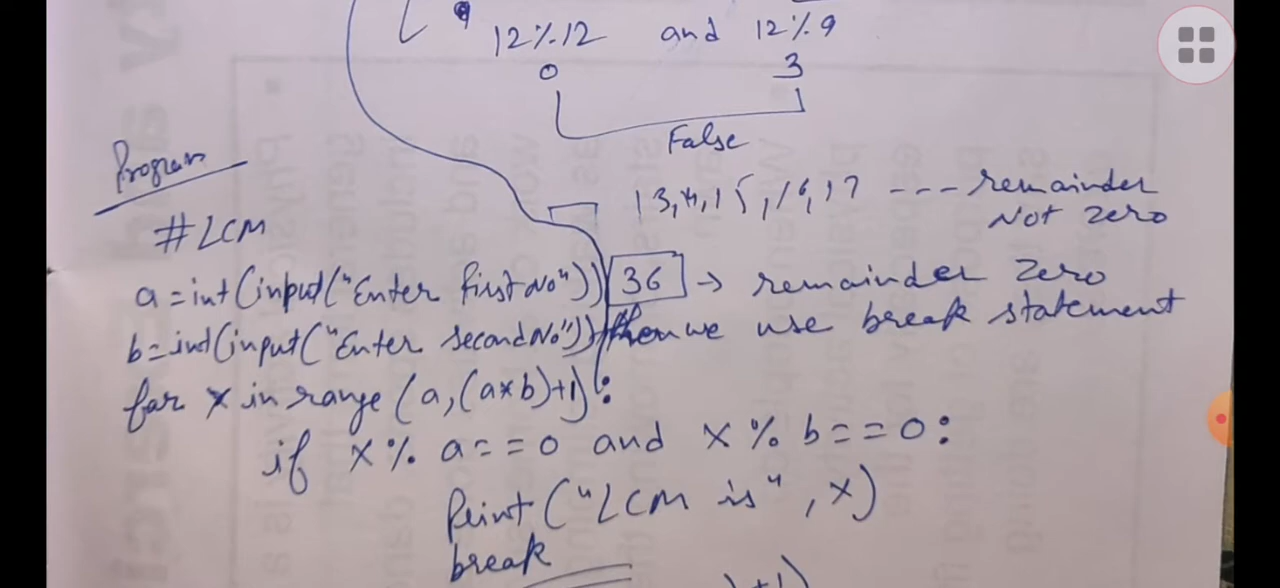 12%12 and 12%9
0 3
False
Program
13,14,15,16,17 --- remainder
Not zero
#LCM
a=int(input("Enter first No")) 36 → remainder zero
b=int(input("Enter second No")) then we use break statement
for x in range (a,(a×b)+1):
if x% a==0 and x% b==0:
Print("LCM is",x)
break
)+1)